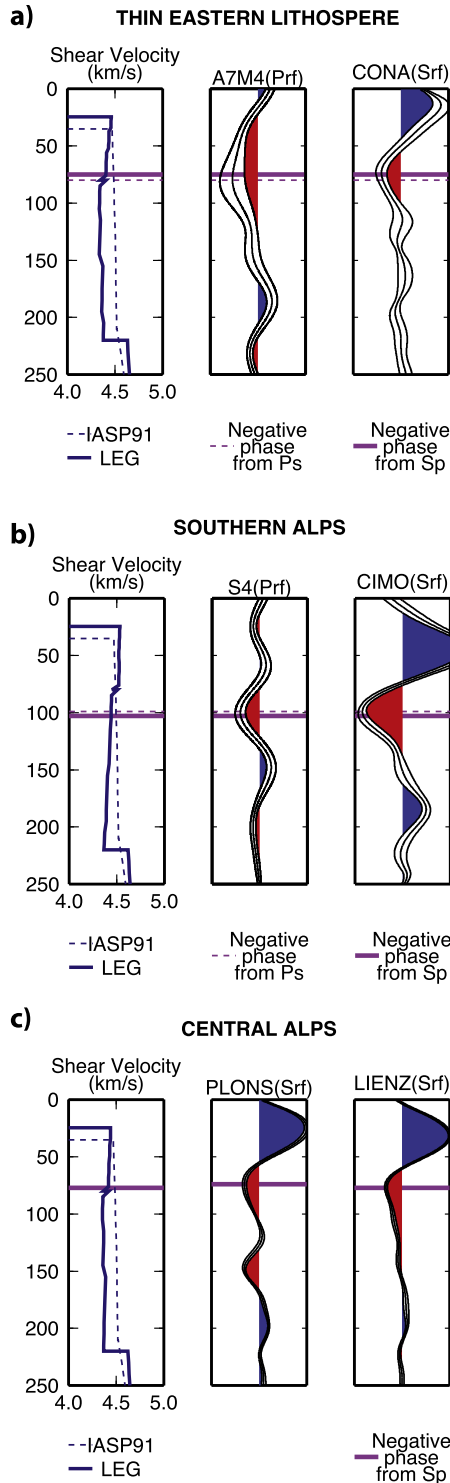 a)
THIN EASTERN LITHOSPERE
Shear Velocity
(km/s)
A7M4(Prf)
CONA(Srf)
0
50
100
150
200
250
4.0 4.5 5.0
IASP91
LEG
Negative
phase
from Ps
Negative
phase
from Sp
b)
SOUTHERN ALPS
Shear Velocity
(km/s)
S4(Prf)
CIMO(Srf)
0
50
100
150
200
250
4.0 4.5 5.0
IASP91
LEG
Negative
phase
from Ps
Negative
phase
from Sp
c)
CENTRAL ALPS
Shear Velocity
(km/s)
PLONS(Srf)
LIENZ(Srf)
0
50
100
150
200
250
4.0 4.5 5.0
IASP91
LEG
Negative
phase
from Sp